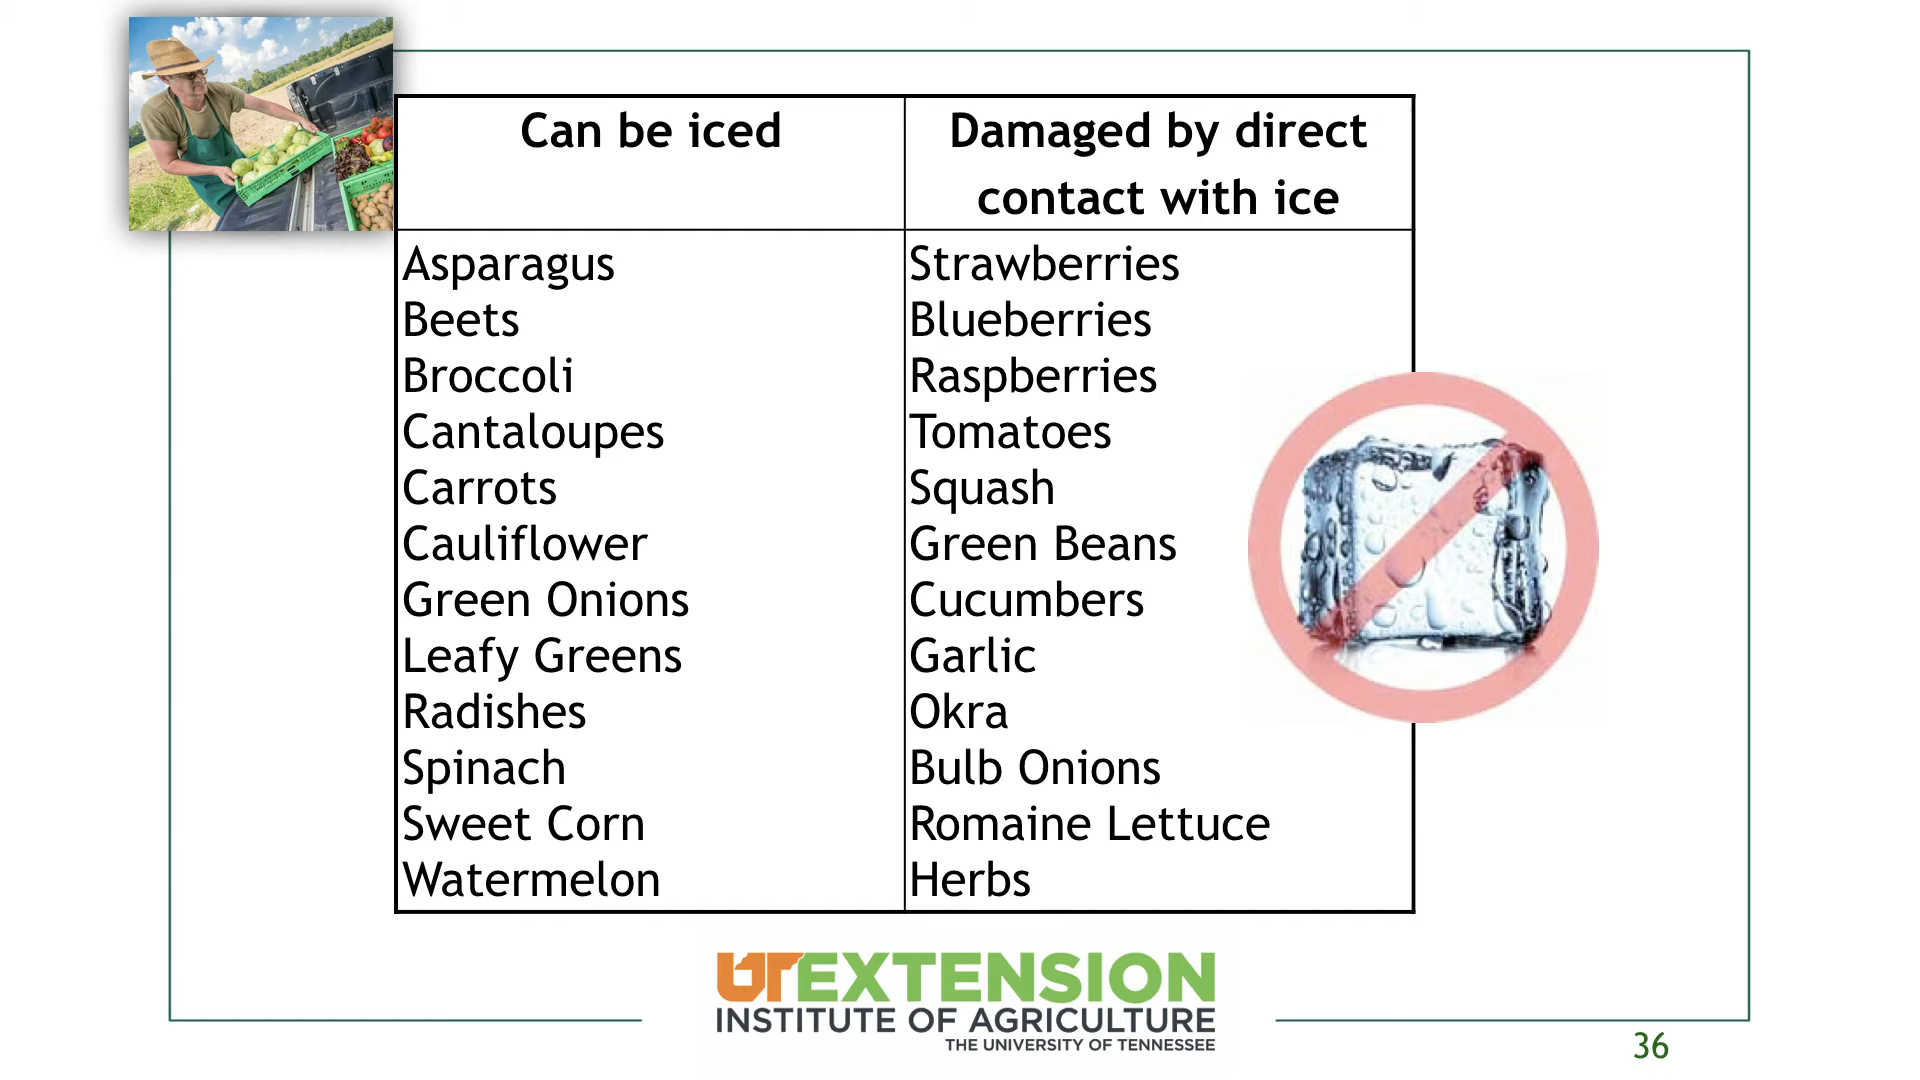 Can be iced
Damaged by direct
contact with ice
Asparagus
Beets
Broccoli
Cantaloupes
Carrots
Cauliflower
Green Onions
Leafy Greens
Radishes
Spinach
Sweet Corn
Watermelon
Strawberries
Blueberries
Raspberries
Tomatoes
Squash
Green Beans
Cucumbers
Garlic
Okra
Bulb Onions
Romaine Lettuce
Herbs
UTEXTENSION
INSTITUTE OF AGRICULTURE
THE UNIVERSITY OF TENNESSEE
36